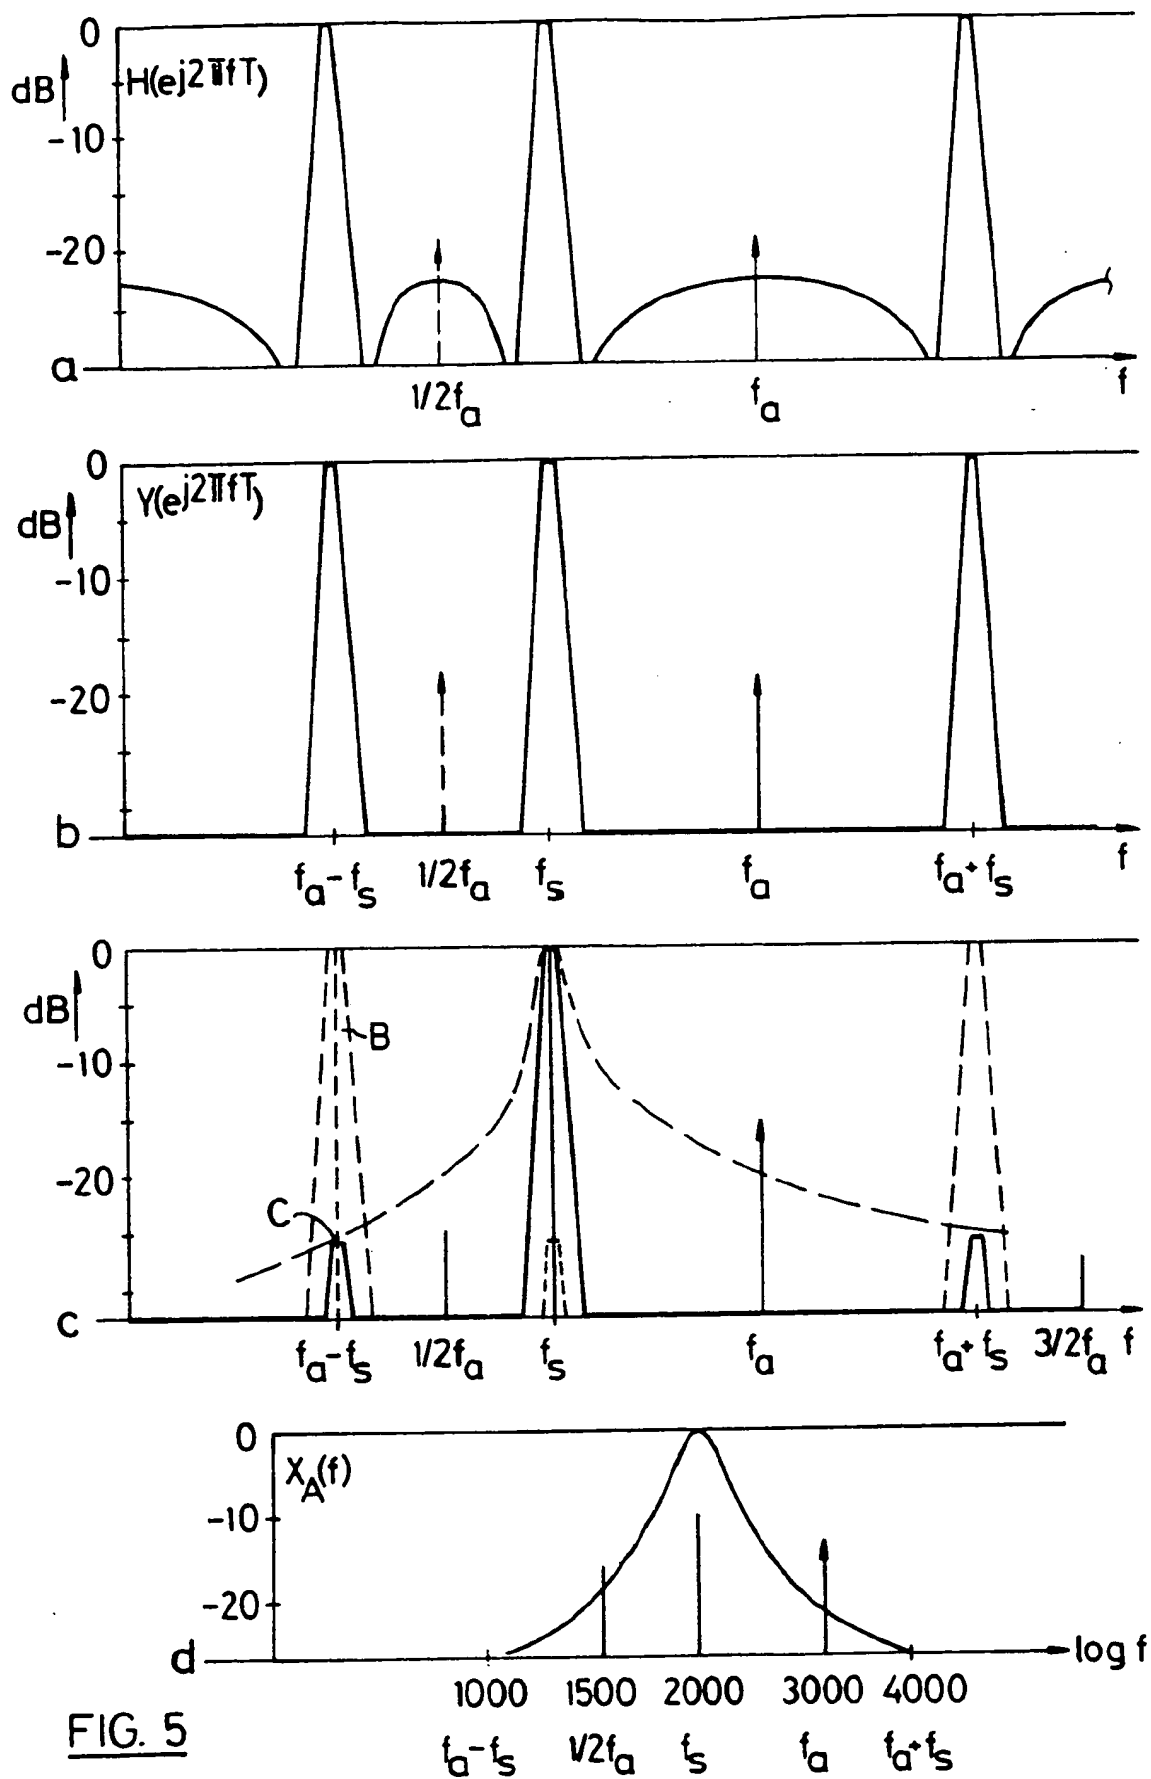 0
dB
H(ej2πfT)
-10
-20
a
1/2fa
fa
f
0
dB
Y(ej2πfT)
-10
-20
b
fa-fs
1/2fa
fs
fa
fa+fs
f
0
dB
B
-10
-20
C
c
fa-fs
1/2fa
fs
fa
fa+fs
3/2fa
f
0
XA(f)
-10
-20
d
log f
1000
1500
2000
3000
4000
fa-fs
1/2fa
fs
fa
fa+fs
FIG. 5